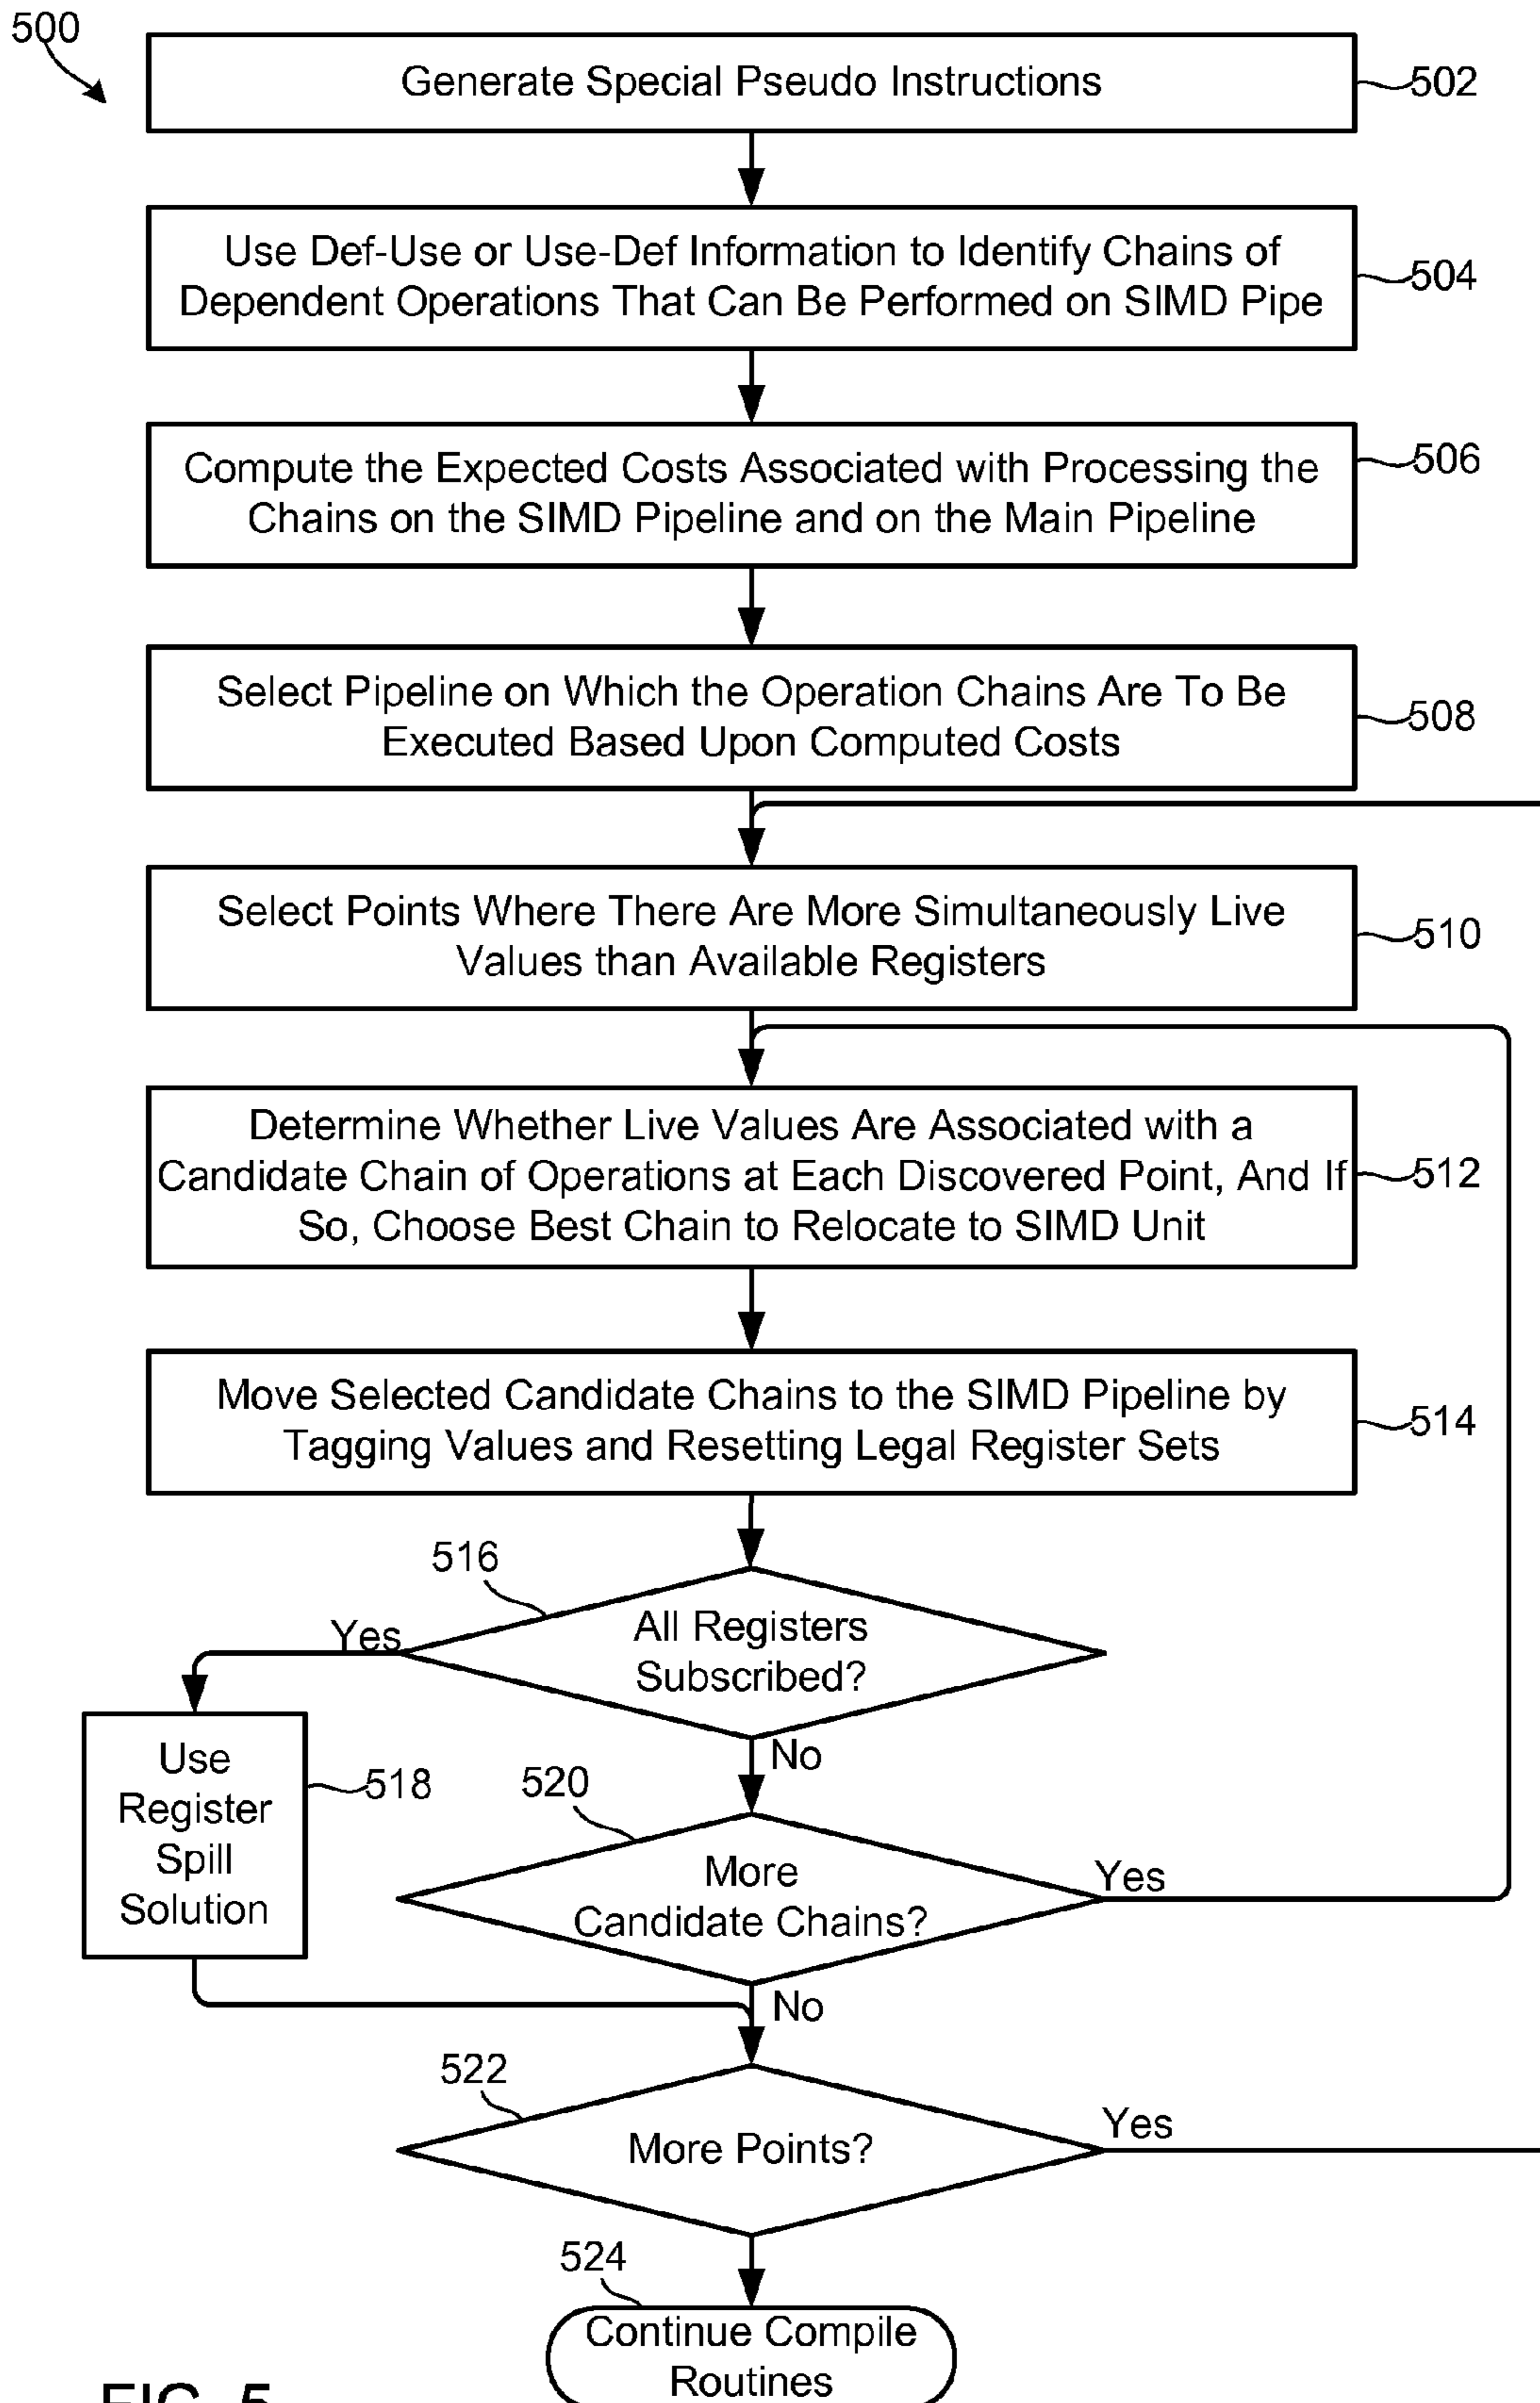 500
Generate Special Pseudo Instructions
502
Use Def-Use or Use-Def Information to Identify Chains of
Dependent Operations That Can Be Performed on SIMD Pipe
504
Compute the Expected Costs Associated with Processing the
Chains on the SIMD Pipeline and on the Main Pipeline
506
Select Pipeline on Which the Operation Chains Are To Be
Executed Based Upon Computed Costs
508
Select Points Where There Are More Simultaneously Live
Values than Available Registers
510
Determine Whether Live Values Are Associated with a
Candidate Chain of Operations at Each Discovered Point, And If
So, Choose Best Chain to Relocate to SIMD Unit
512
Move Selected Candidate Chains to the SIMD Pipeline by
Tagging Values and Resetting Legal Register Sets
514
516
All Registers
Subscribed?
Yes
No
Use
Register
Spill
Solution
518
520
More
Candidate Chains?
Yes
No
522
More Points?
Yes
524
Continue Compile
Routines
FIG. 5